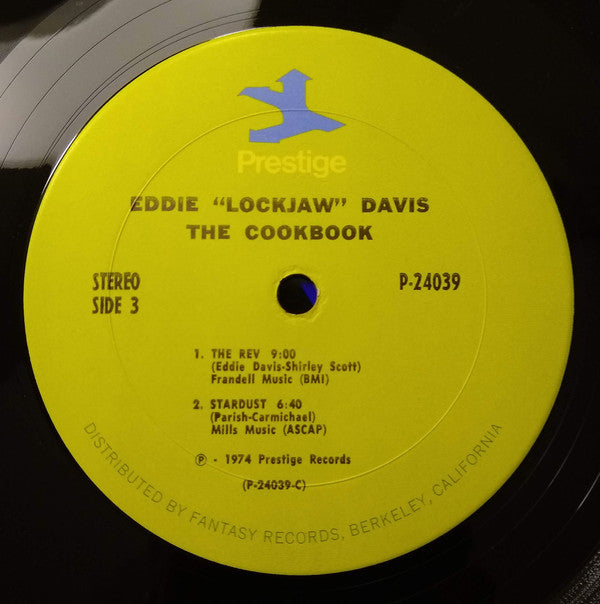 Prestige
EDDIE "LOCKJAW" DAVIS
THE COOKBOOK
STEREO
SIDE 3
P-24039
1. THE REV 9:00
(Eddie Davis-Shirley Scott)
Frandell Music (BMI)
2. STARDUST 6:40
(Parish-Carmichael)
Mills Music (ASCAP)
℗ - 1974 Prestige Records
(P-24039-C)
DISTRIBUTED BY FANTASY RECORDS, BERKELEY, CALIFORNIA